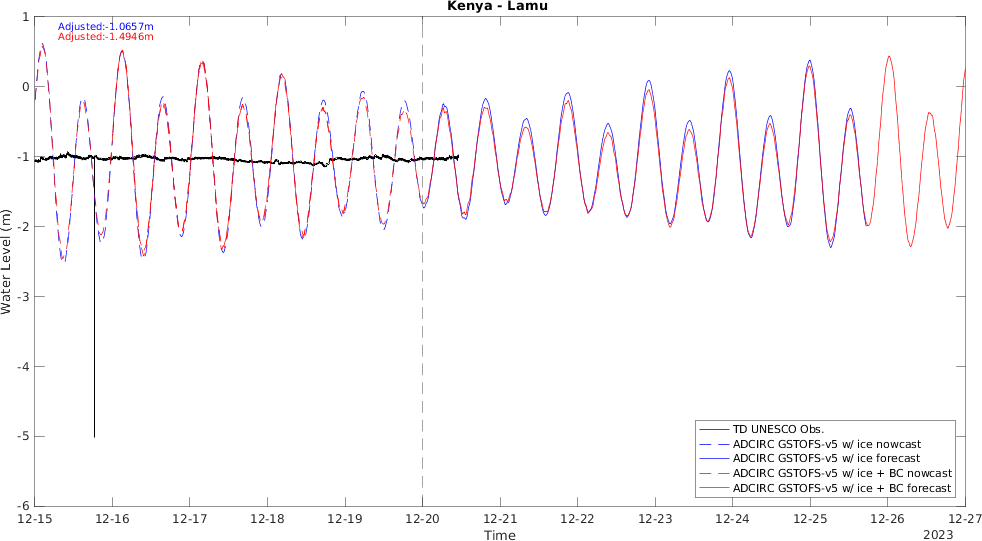 Kenya - Lamu
Adjusted:-1.0657m
Adjusted:-1.4946m
1
0
-1
-2
-3
-4
-5
-6
Water Level (m)
TD UNESCO Obs.
ADCIRC GSTOFS-v5 w/ ice nowcast
ADCIRC GSTOFS-v5 w/ ice forecast
ADCIRC GSTOFS-v5 w/ ice + BC nowcast
ADCIRC GSTOFS-v5 w/ ice + BC forecast
12-15 12-16 12-17 12-18 12-19 12-20 12-21 12-22 12-23 12-24 12-25 12-26 12-27
Time
2023